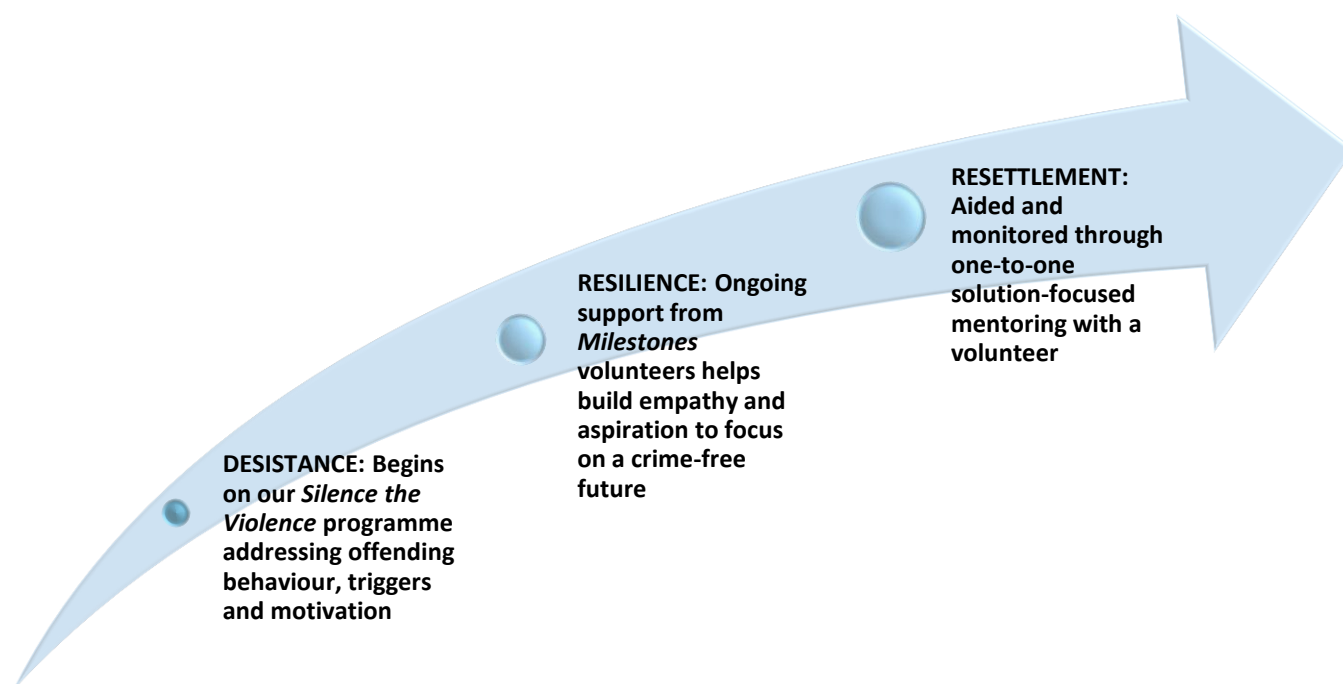 DESISTANCE: Begins
on our Silence the
Violence programme
addressing offending
behaviour, triggers
and motivation
RESILIENCE: Ongoing
support from
Milestones
volunteers helps
build empathy and
aspiration to focus
on a crime-free
future
RESETTLEMENT:
Aided and
monitored through
one-to-one
solution-focused
mentoring with a
volunteer